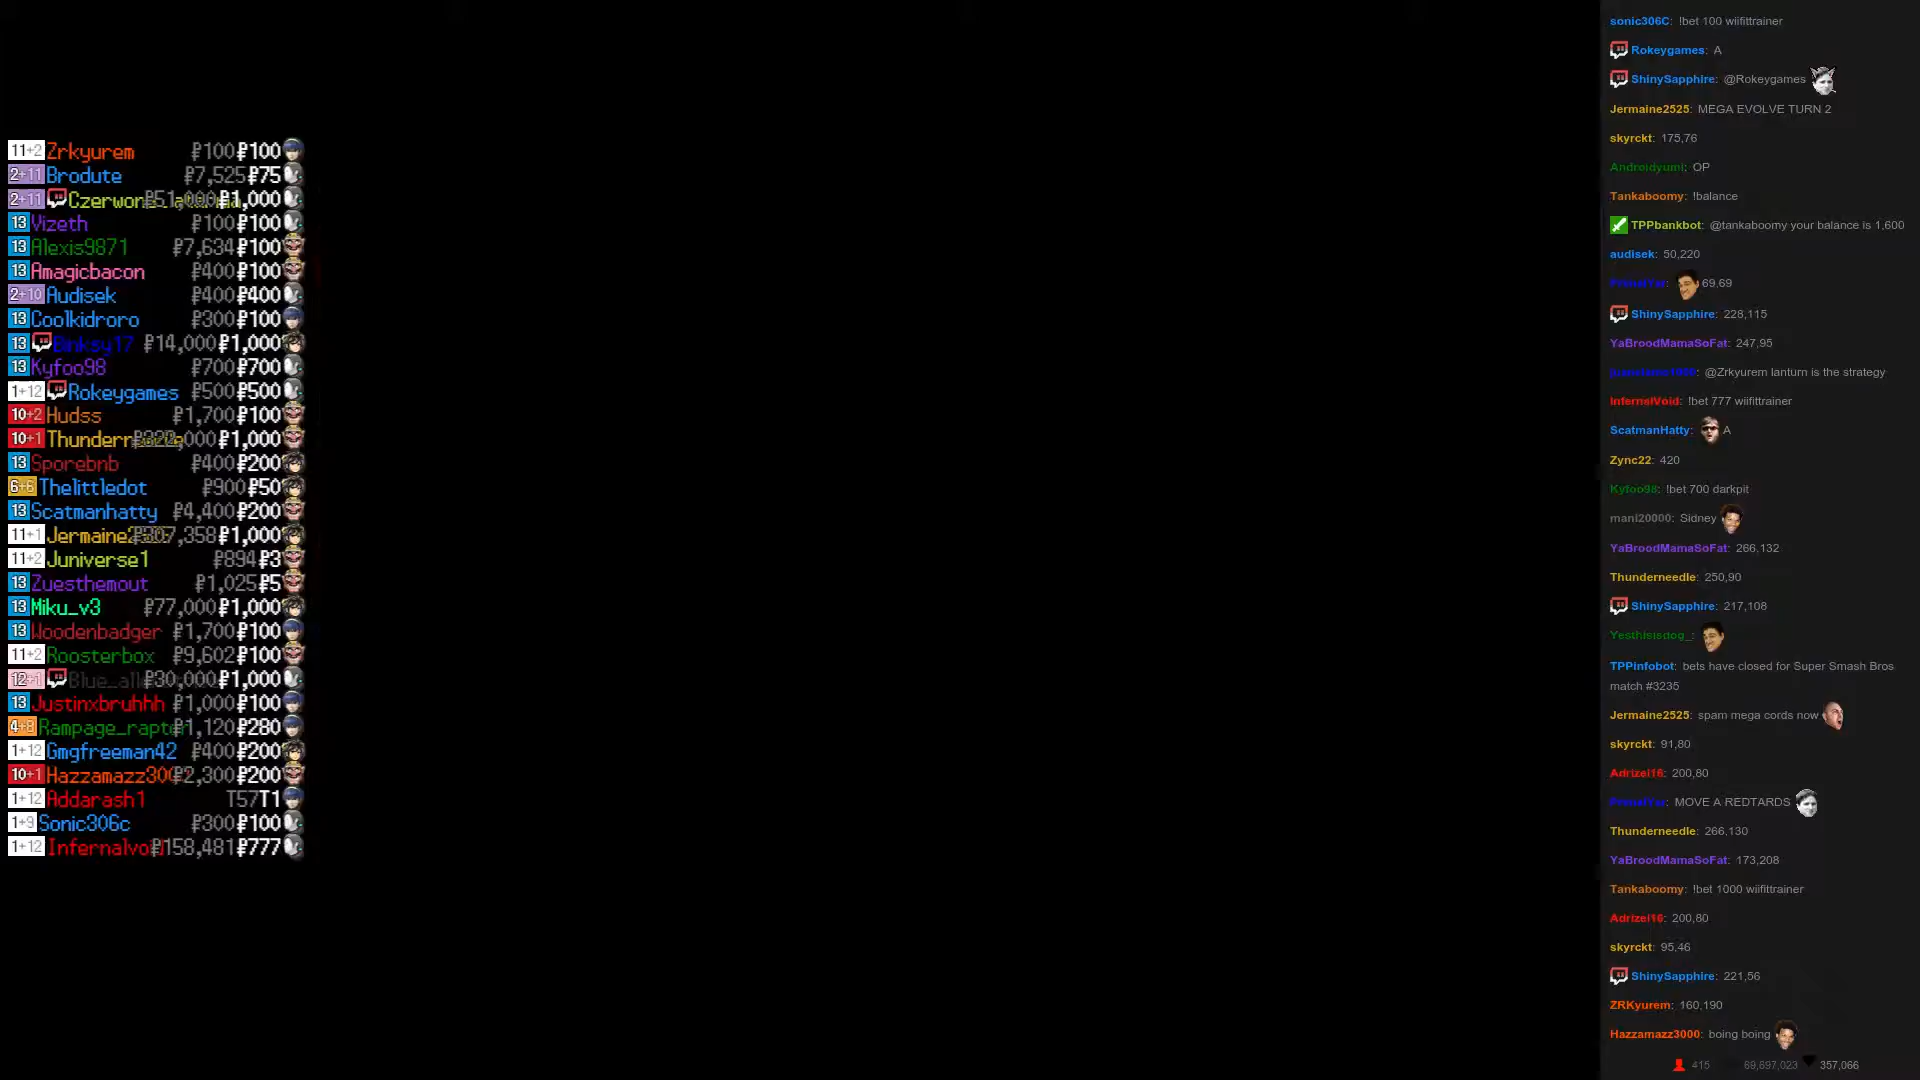 11+2 Zrkyurem ₽100 ₽100
2+11 Brodute ₽7,525 ₽75
2+11 ₽51,000 ₽1,000
13 Vizeth ₽100 ₽100
13 Alexis9871 ₽7,634 ₽100
13 Amagicbacon ₽400 ₽100
2+10 Audisek ₽400 ₽400
13 Coolkidroro ₽300 ₽100
13 Binksy17 ₽14,000 ₽1,000
13 Kyfoo98 ₽700 ₽700
1+12 Rokeygames ₽500 ₽500
10+2 Hudss ₽1,700 ₽100
10+1 ₽1,000
13 Sporebnb ₽400 ₽200
6+6 Thelittledot ₽900 ₽50
13 Scatmanhatty ₽4,400 ₽200
11+1 ₽1,000
11+2 Juniverse1 ₽894 ₽3
13 Zuesthemout ₽1,025 ₽5
13 Miku_v3 ₽77,000 ₽1,000
13 Woodenbadger ₽1,700 ₽100
11+2 Roosterbox ₽9,602 ₽100
12+1 ₽30,000 ₽1,000
13 Justinxbruhhh ₽1,000 ₽100
4+8 ₽1,120 ₽280
1+12 Gmgfreeman42 ₽400 ₽200
10+1 ₽2,300 ₽200
1+12 Addarash1 T57 T1
1+9 Sonic306c ₽300 ₽100
1+12 ₽158,481 ₽777
sonic306C: !bet 100 wiifittrainer
Rokeygames: A
ShinySapphire: @Rokeygames
Jermaine2525: MEGA EVOLVE TURN 2
skyrckt: 175,76
Androidyumi: OP
Tankaboomy: !balance
TPPbankbot: @tankaboomy your balance is 1,600
audisek: 50,220
69,69
ShinySapphire: 228,115
YaBroodMamaSoFat: 247,95
@Zrkyurem lanturn is the strategy
InfernalVoid: !bet 777 wiifittrainer
ScatmanHatty: A
Zync22: 420
Kyfoo98: !bet 700 darkpit
mani20000: Sidney
YaBroodMamaSoFat: 266,132
Thunderneedle: 250,90
ShinySapphire: 217,108
Yesthisisdog_:
TPPinfobot: bets have closed for Super Smash Bros
match #3235
Jermaine2525: spam mega cords now
skyrckt: 91,80
Adrizel16: 200,80
MOVE A REDTARDS
Thunderneedle: 266,130
YaBroodMamaSoFat: 173,208
Tankaboomy: !bet 1000 wiifittrainer
Adrizel16: 200,80
skyrckt: 95,46
ShinySapphire: 221,56
ZRKyurem: 160,190
Hazzamazz3000: boing boing
415 69,697,023 357,066